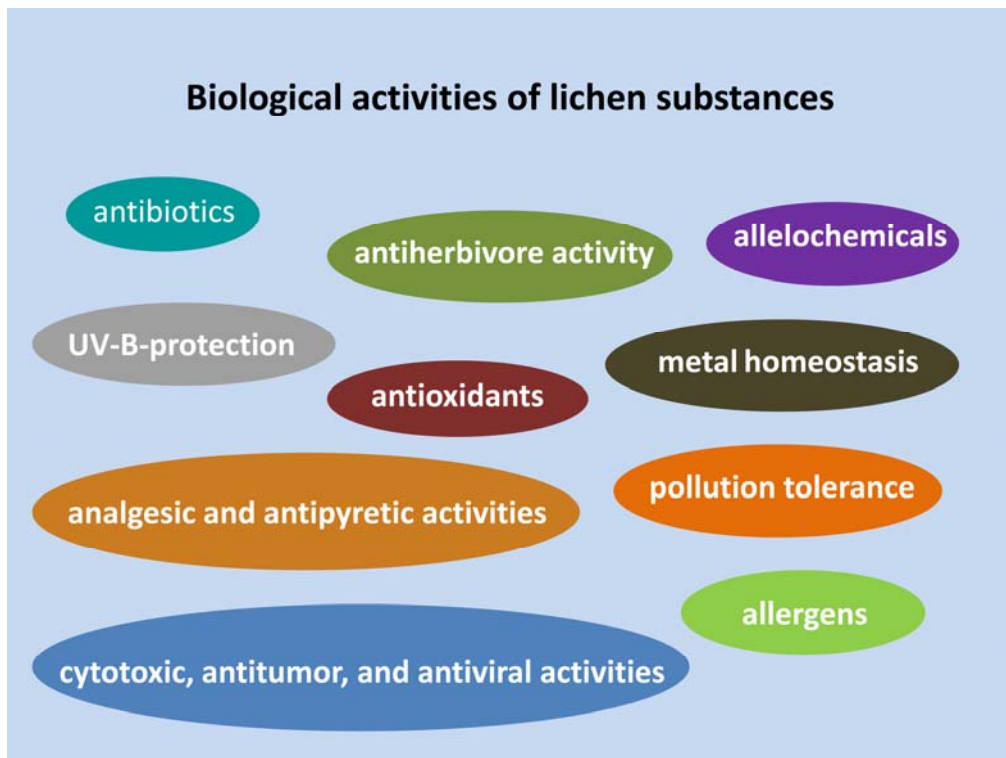 Biological activities of lichen substances
antibiotics
antiherbivore activity
allelochemicals
UV-B-protection
metal homeostasis
antioxidants
analgesic and antipyretic activities
pollution tolerance
allergens
cytotoxic, antitumor, and antiviral activities